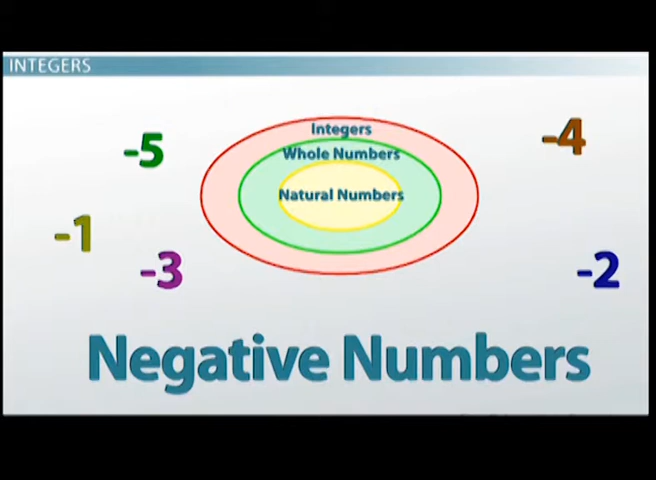 INTEGERS
Integers
-4
-5
Whole Numbers
Natural Numbers
-1
-3
-2
Negative Numbers